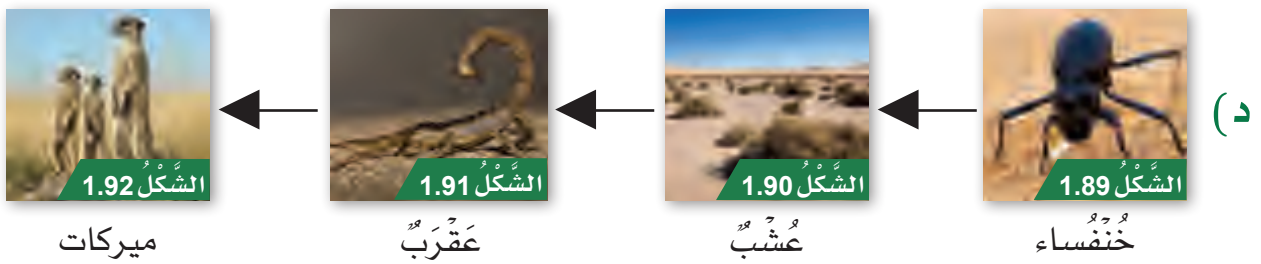 د)
الشَّكْلُ 1.89 الشَّكْلُ 1.90 الشَّكْلُ 1.91 الشَّكْلُ 1.92
خُنْفُساء عُشْبٌ عَقْرَبٌ ميركات